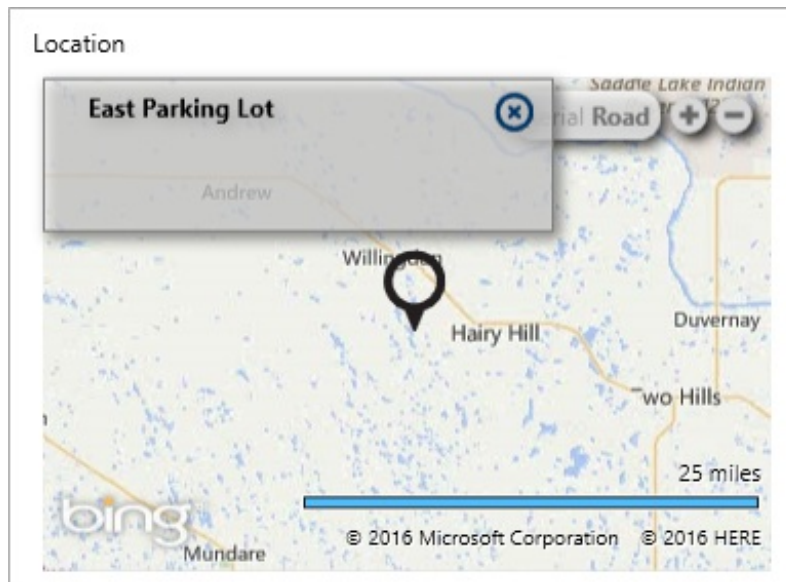 Location
East Parking Lot
Saddle Lake Indian
rial Road
Andrew
Willingdon
Hairy Hill
Duvernay
wo Hills
25 miles
bing
© 2016 Microsoft Corporation © 2016 HERE
Mundare